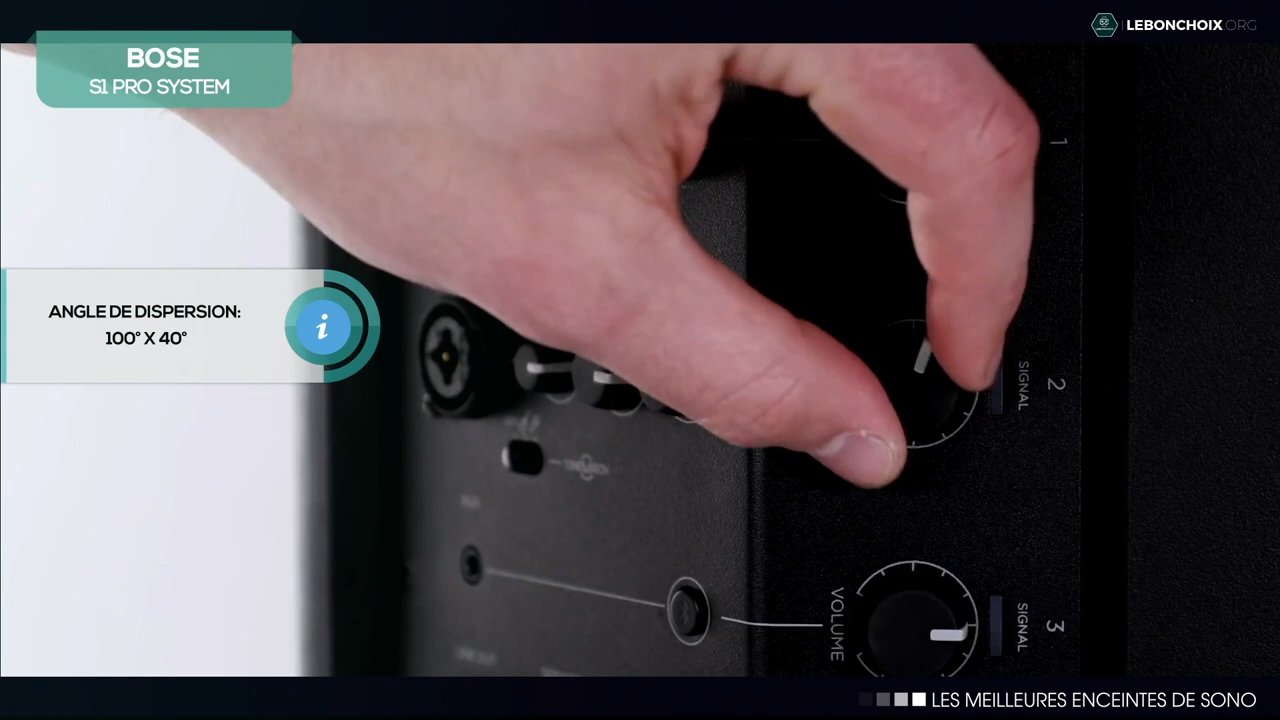 LEBONCHOIX.ORG
BOSE
S1 PRO SYSTEM
1
ANGLE DE DISPERSION:
100° X 40°
i
SIGNAL
2
VOLUME
SIGNAL
3
LES MEILLEURES ENCEINTES DE SONO